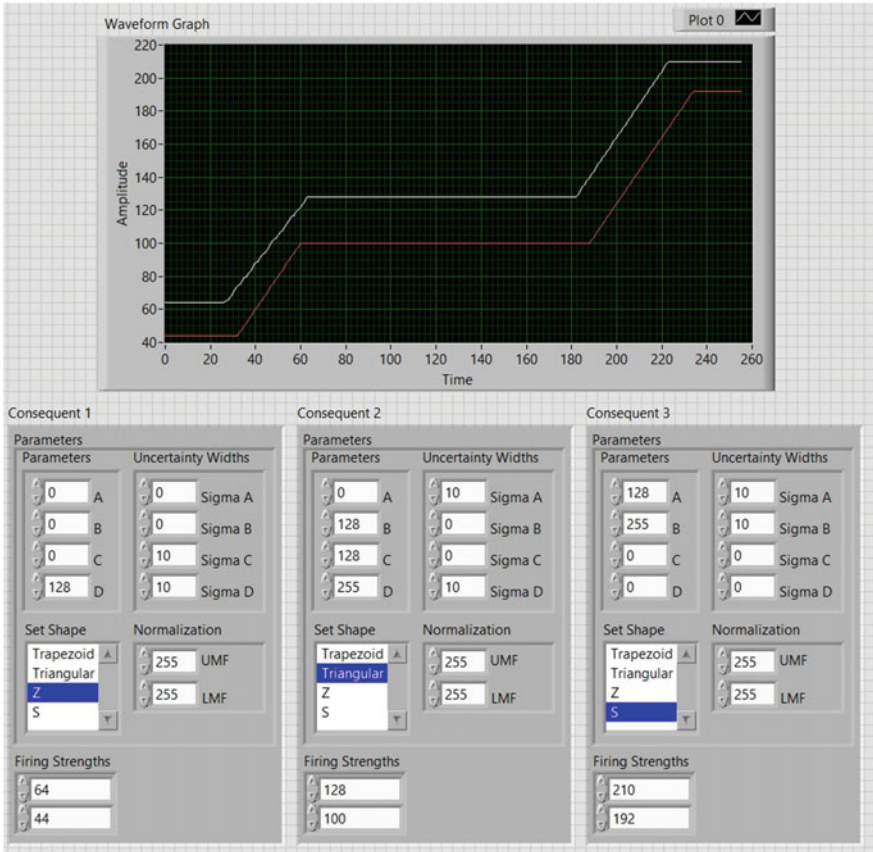 Waveform Graph
Plot 0
Amplitude
220
200
180
160
140
120
100
80
60
40
0 20 40 60 80 100 120 140 160 180 200 220 240 260
Time
Consequent 1
Parameters
Parameters Uncertainty Widths
0 A 0 Sigma A
0 B 0 Sigma B
0 C 10 Sigma C
128 D 10 Sigma D
Set Shape Normalization
Trapezoid
Triangular
Z
S
255 UMF
255 LMF
Firing Strengths
64
44
Consequent 2
Parameters
Parameters Uncertainty Widths
0 A 10 Sigma A
128 B 0 Sigma B
128 C 0 Sigma C
255 D 10 Sigma D
Set Shape Normalization
Trapezoid
Triangular
Z
S
255 UMF
255 LMF
Firing Strengths
128
100
Consequent 3
Parameters
Parameters Uncertainty Widths
128 A 10 Sigma A
255 B 10 Sigma B
0 C 0 Sigma C
0 D 0 Sigma D
Set Shape Normalization
Trapezoid
Triangular
Z
S
255 UMF
255 LMF
Firing Strengths
210
192